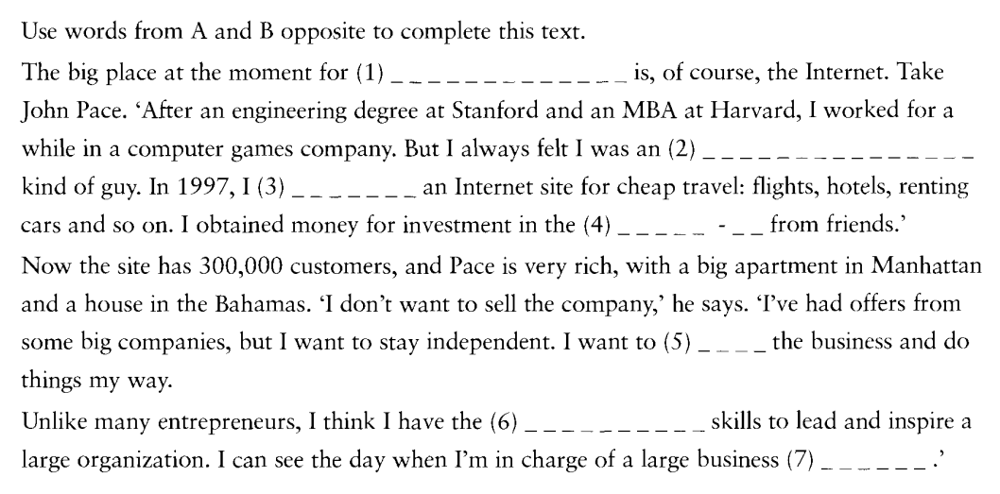 Use words from A and B opposite to complete this text.
The big place at the moment for (1) _ _ _ _ _ _ _ _ _ _ _ _ _ is, of course, the Internet. Take
John Pace. ‘After an engineering degree at Stanford and an MBA at Harvard, I worked for a
while in a computer games company. But I always felt I was an (2) _ _ _ _ _ _ _ _ _ _ _ _ _ _ _
kind of guy. In 1997, I (3) _ _ _ _ _ _ _ an Internet site for cheap travel: flights, hotels, renting
cars and so on. I obtained money for investment in the (4) _ _ _ _ _ - _ _ from friends.’
Now the site has 300,000 customers, and Pace is very rich, with a big apartment in Manhattan
and a house in the Bahamas. ‘I don’t want to sell the company,’ he says. ‘I’ve had offers from
some big companies, but I want to stay independent. I want to (5) _ _ _ _ the business and do
things my way.
Unlike many entrepreneurs, I think I have the (6) _ _ _ _ _ _ _ _ _ _ skills to lead and inspire a
large organization. I can see the day when I’m in charge of a large business (7) _ _ _ _ _ _ .’